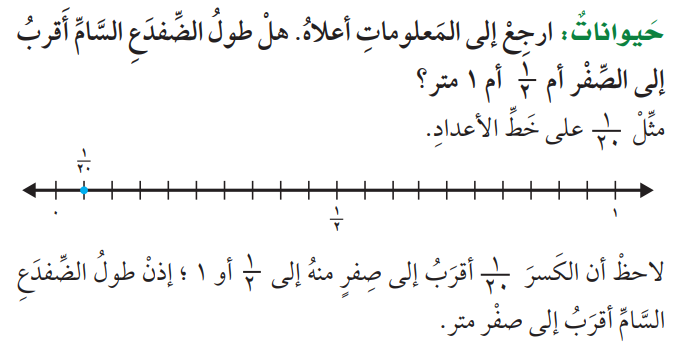 حَيواناتٌ: ارجِعْ إلى المَعلوماتِ أعلاهُ. هلْ طولُ الضِّفدَعِ السَّامِّ أَقربُ
إلى الصِّفْر أم ١/٢ أم ١ متر؟
مثِّلْ ١/٢٠ على خَطِّ الأعدادِ.
١/٢٠
٠ ١/٢ ١
لاحظْ أن الكَسرَ ١/٢٠ أقرَبُ إلى صِفرٍ منهُ إلى ١/٢ أو ١ ؛ إذنْ طولُ الضِّفدَعِ
السَّامِّ أقرَبُ إلى صفْر متر.